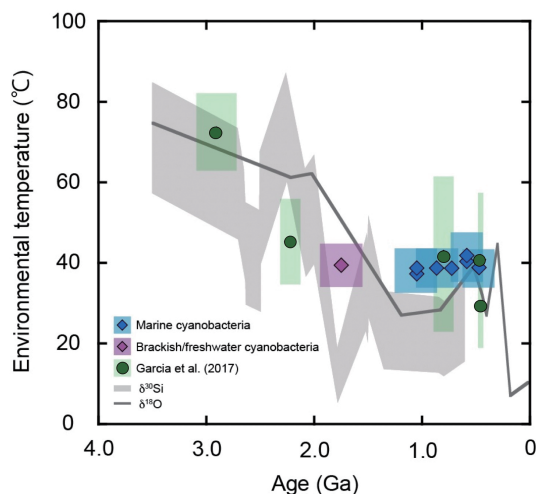 100
80
60
40
20
0
Environmental temperature (℃)
Marine cyanobacteria
Brackish/freshwater cyanobacteria
Garcia et al. (2017)
δ³⁰Si
δ¹⁸O
4.0 3.0 2.0 1.0 0
Age (Ga)